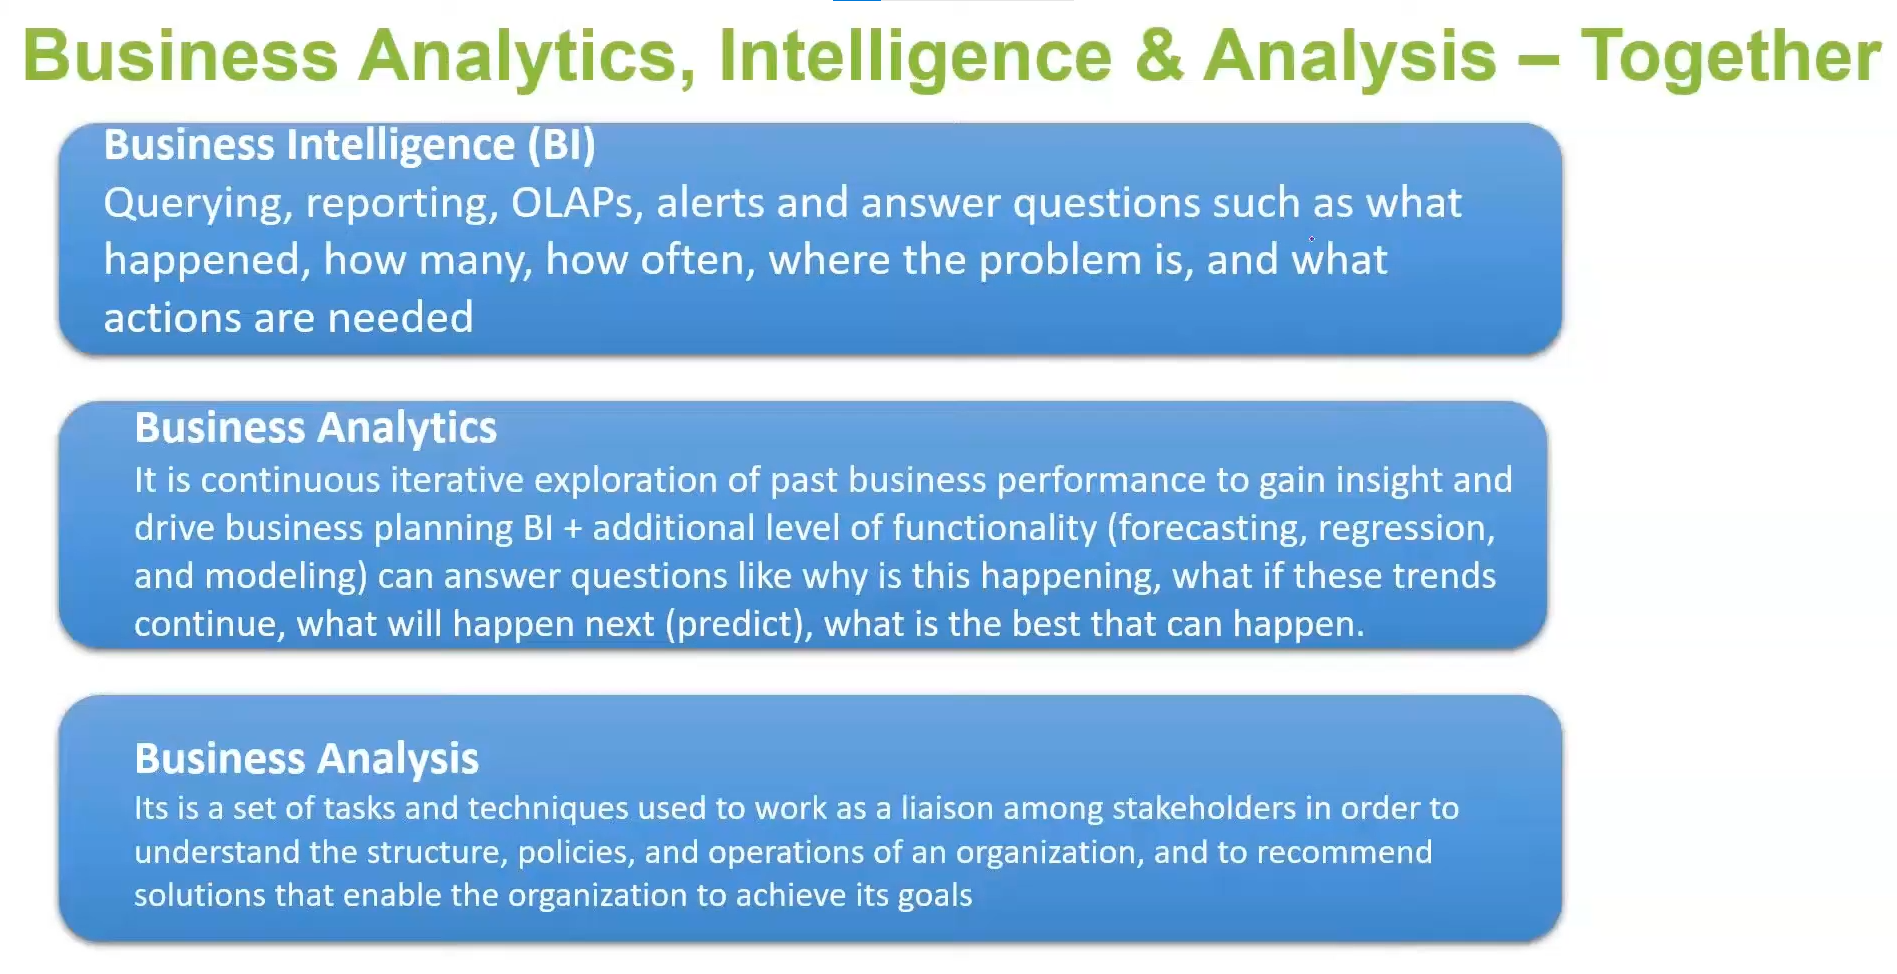 Business Analytics, Intelligence & Analysis – Together
Business Intelligence (BI)
Querying, reporting, OLAPs, alerts and answer questions such as what
happened, how many, how often, where the problem is, and what
actions are needed
Business Analytics
It is continuous iterative exploration of past business performance to gain insight and
drive business planning BI + additional level of functionality (forecasting, regression,
and modeling) can answer questions like why is this happening, what if these trends
continue, what will happen next (predict), what is the best that can happen.
Business Analysis
Its is a set of tasks and techniques used to work as a liaison among stakeholders in order to
understand the structure, policies, and operations of an organization, and to recommend
solutions that enable the organization to achieve its goals